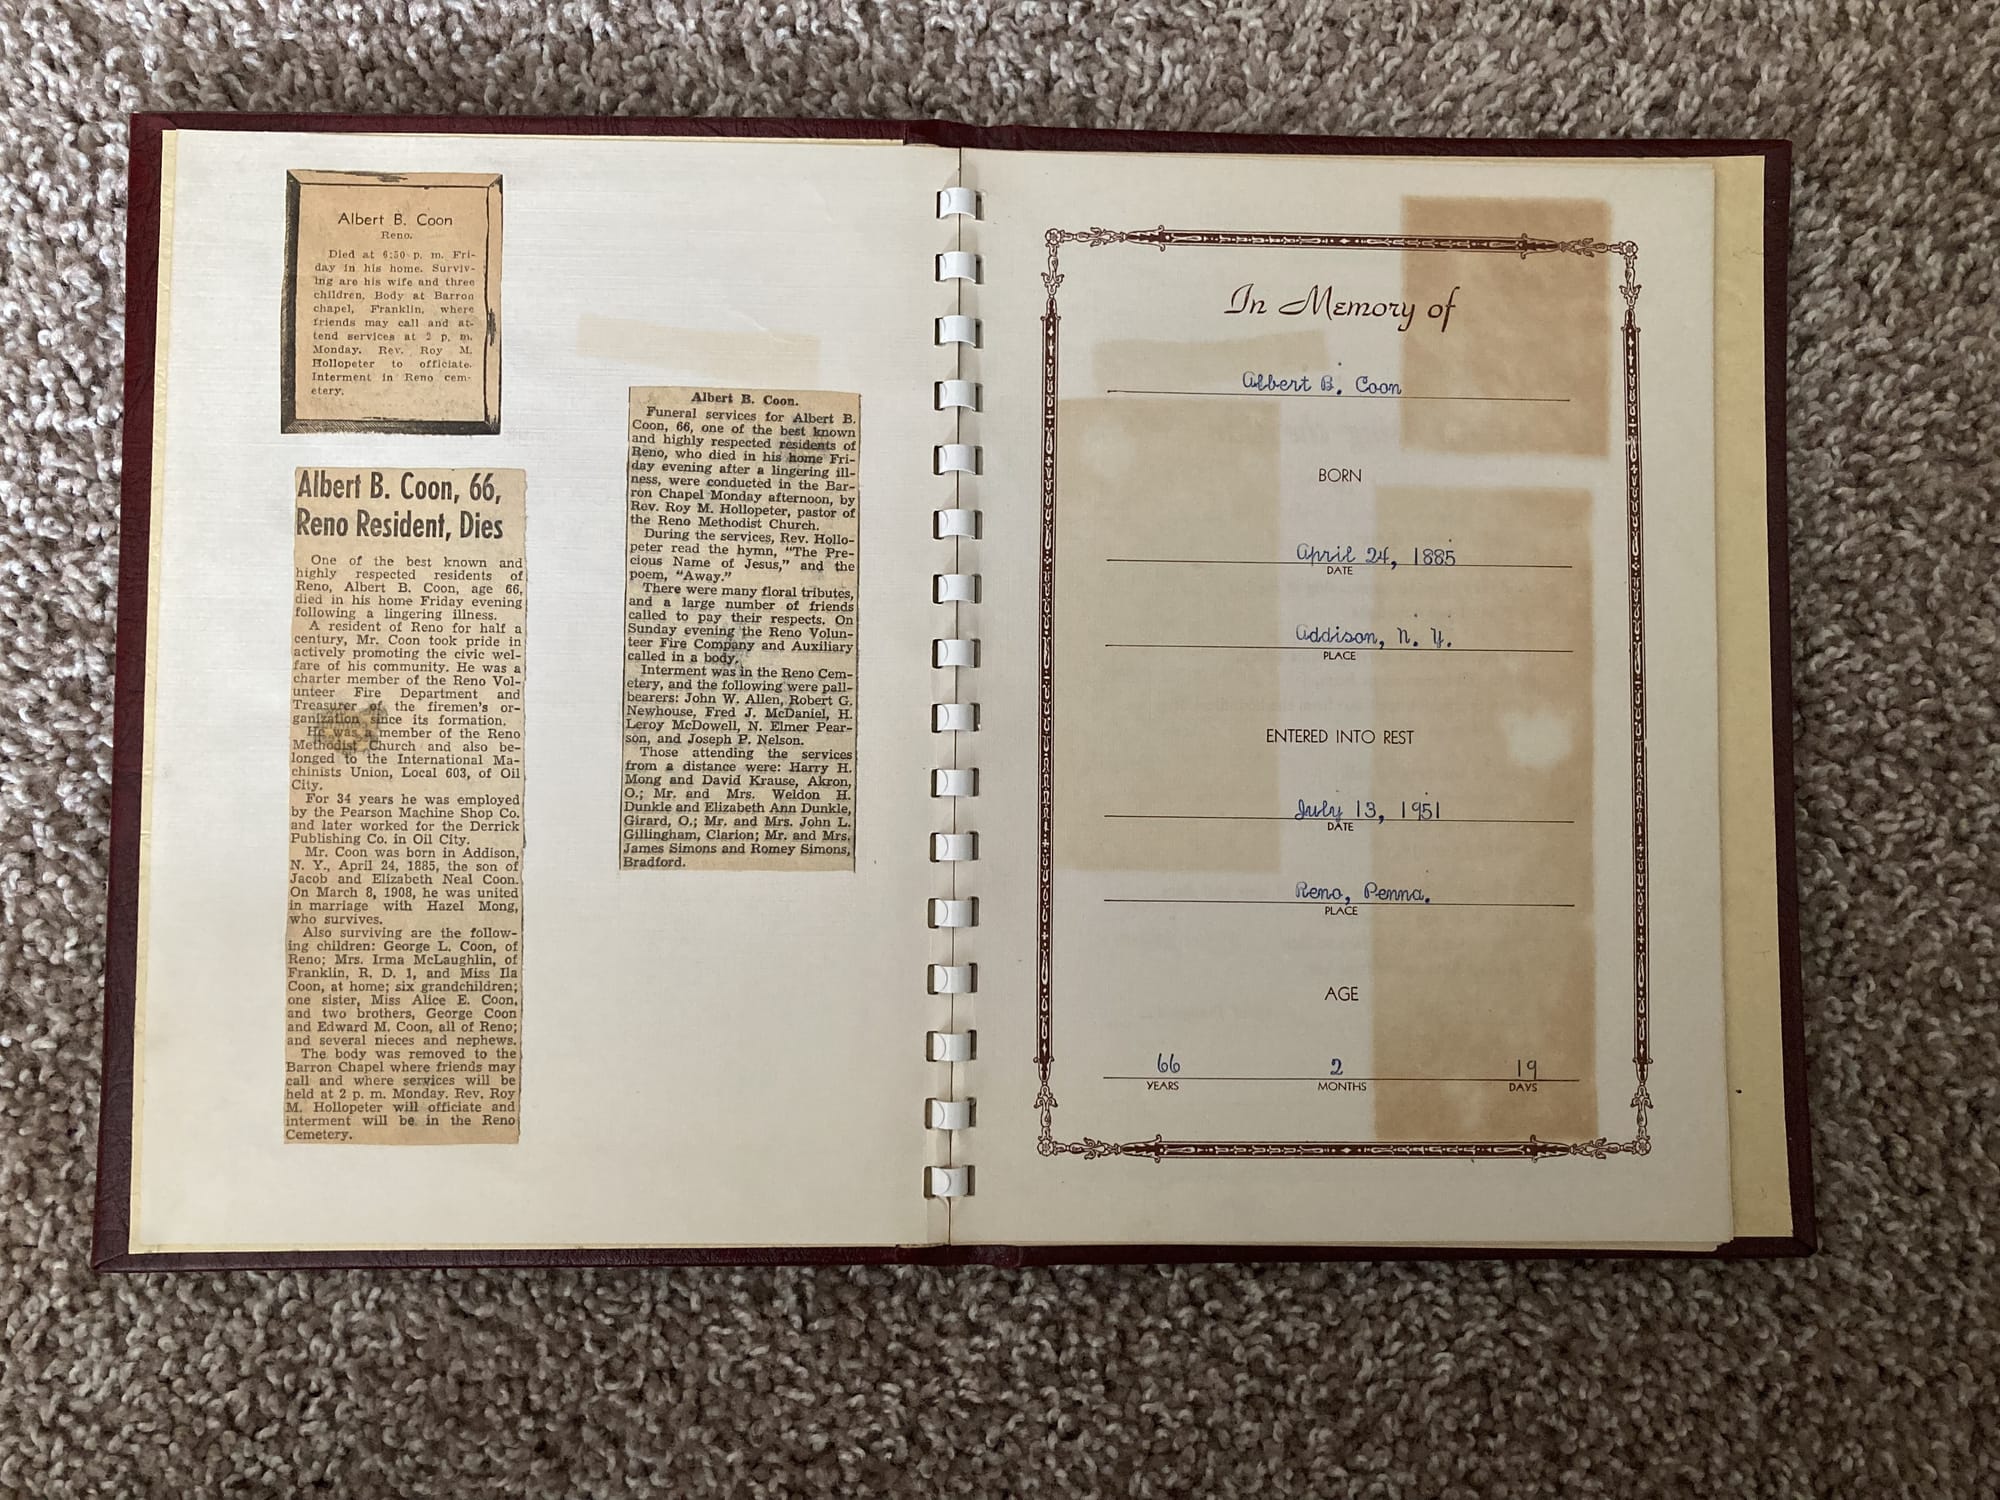 Albert B. Coon
Reno.
Died at 6:50 p. m. Fri-
day in his home. Surviv-
ing are his wife and three
children. Body at Barron
chapel, Franklin, where
friends may call and at-
tend services at 2 p. m.
Monday. Rev. Roy M.
Hollopeter to officiate.
Interment in Reno cem-
etery.
Albert B. Coon, 66,
Reno Resident, Dies
One of the best known and
highly respected residents of
Reno, Albert B. Coon, age 66,
died in his home Friday evening
following a lingering illness.
A resident of Reno for half a
century, Mr. Coon took pride in
actively promoting the civic wel-
fare of his community. He was a
charter member of the Reno Vol-
unteer Fire Department and
Treasurer of the firemen's or-
ganization since its formation.
He was a member of the Reno
Methodist Church and also be-
longed to the International Ma-
chinists Union, Local 603, of Oil
City.
For 34 years he was employed
by the Pearson Machine Shop Co.
and later worked for the Derrick
Publishing Co. in Oil City.
Mr. Coon was born in Addison,
N. Y., April 24, 1885, the son of
Jacob and Elizabeth Neal Coon.
On March 8, 1908, he was united
in marriage with Hazel Mong,
who survives.
Also surviving are the follow-
ing children: George L. Coon, of
Reno; Mrs. Irma McLaughlin, of
Franklin, R. D. 1, and Miss Ila
Coon, at home; six grandchildren;
one sister, Miss Alice E. Coon,
and two brothers, George Coon
and Edward M. Coon, all of Reno;
and several nieces and nephews.
The body was removed to the
Barron Chapel where friends may
call and where services will be
held at 2 p. m. Monday. Rev. Roy
M. Hollopeter will officiate and
interment will be in the Reno
Cemetery.
Albert B. Coon.
Funeral services for Albert B.
Coon, 66, one of the best known
and highly respected residents of
Reno, who died in his home Fri-
day evening after a lingering ill-
ness, were conducted in the Bar-
ron Chapel Monday afternoon, by
Rev. Roy M. Hollopeter, pastor of
the Reno Methodist Church.
During the services, Rev. Hollo-
peter read the hymn, "The Pre-
cious Name of Jesus," and the
poem, "Away."
There were many floral tributes,
and a large number of friends
called to pay their respects. On
Sunday evening the Reno Volun-
teer Fire Company and Auxiliary
called in a body.
Interment was in the Reno Cem-
etery, and the following were pall-
bearers: John W. Allen, Robert G.
Newhouse, Fred J. McDaniel, H.
Leroy McDowell, N. Elmer Pear-
son, and Joseph P. Nelson.
Those attending the services
from a distance were: Harry H.
Mong and David Krause, Akron,
O.; Mr. and Mrs. Weldon H.
Dunkle and Elizabeth Ann Dunkle,
Girard, O.; Mr. and Mrs. John L.
Gillingham, Clarion; Mr. and Mrs.
James Simons and Romey Simons,
Bradford.
In Memory of
Albert B. Coon
BORN
April 24, 1885
DATE
Addison, N. Y.
PLACE
ENTERED INTO REST
July 13, 1951
DATE
Reno, Penna.
PLACE
AGE
66 2 19
YEARS MONTHS DAYS